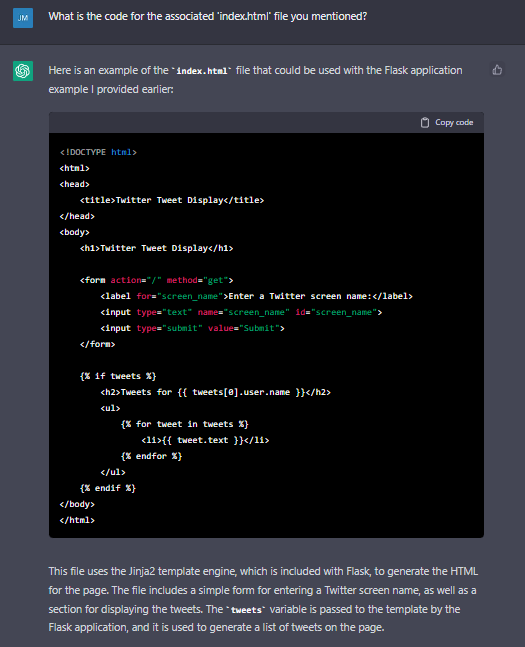 JM
What is the code for the associated 'index.html' file you mentioned?
Here is an example of the `index.html` file that could be used with the Flask application
example I provided earlier:
Copy code
<!DOCTYPE html>
<html>
<head>
    <title>Twitter Tweet Display</title>
</head>
<body>
    <h1>Twitter Tweet Display</h1>

    <form action="/" method="get">
        <label for="screen_name">Enter a Twitter screen name:</label>
        <input type="text" name="screen_name" id="screen_name">
        <input type="submit" value="Submit">
    </form>

    {% if tweets %}
        <h2>Tweets for {{ tweets[0].user.name }}</h2>
        <ul>
            {% for tweet in tweets %}
                <li>{{ tweet.text }}</li>
            {% endfor %}
        </ul>
    {% endif %}
</body>
</html>
This file uses the Jinja2 template engine, which is included with Flask, to generate the HTML
for the page. The file includes a simple form for entering a Twitter screen name, as well as a
section for displaying the tweets. The `tweets` variable is passed to the template by the
Flask application, and it is used to generate a list of tweets on the page.